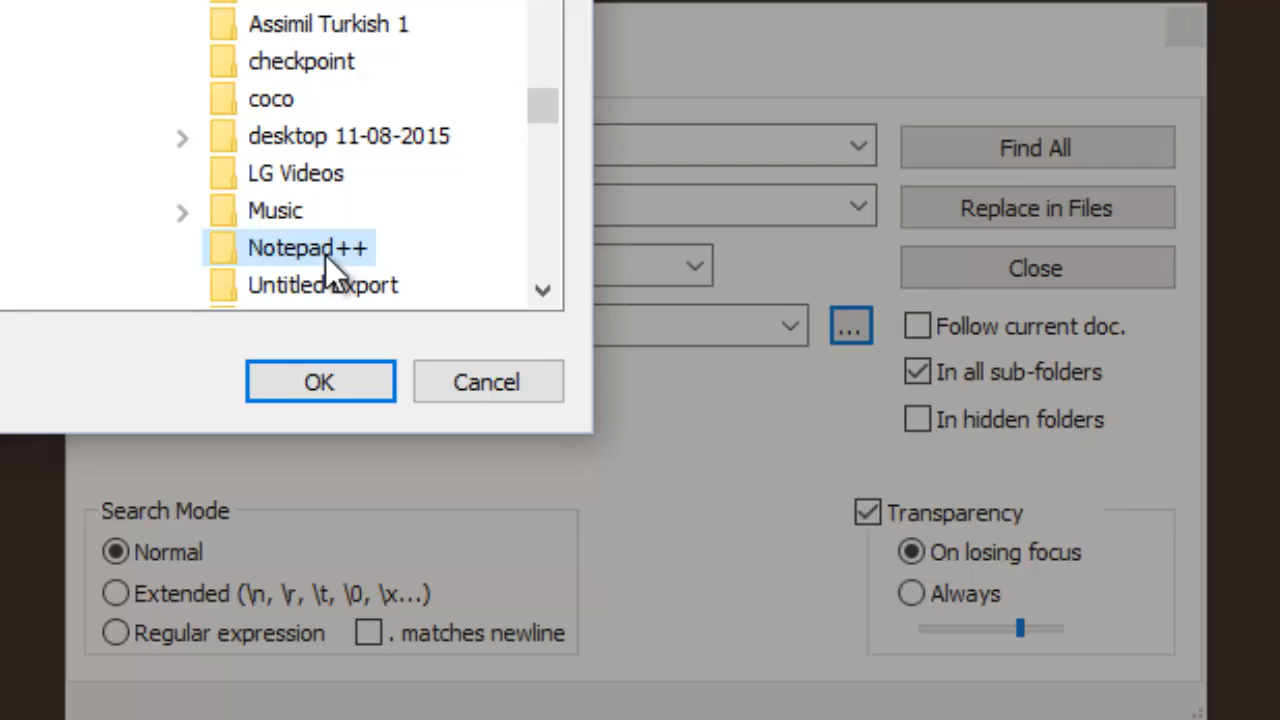 Assimil Turkish 1
checkpoint
coco
desktop 11-08-2015
LG Videos
Music
Notepad++
Untitled Export
OK
Cancel
Find All
Replace in Files
Close
...
Follow current doc.
In all sub-folders
In hidden folders
Search Mode
Normal
Extended (\n, \r, \t, \0, \x...)
Regular expression
. matches newline
Transparency
On losing focus
Always